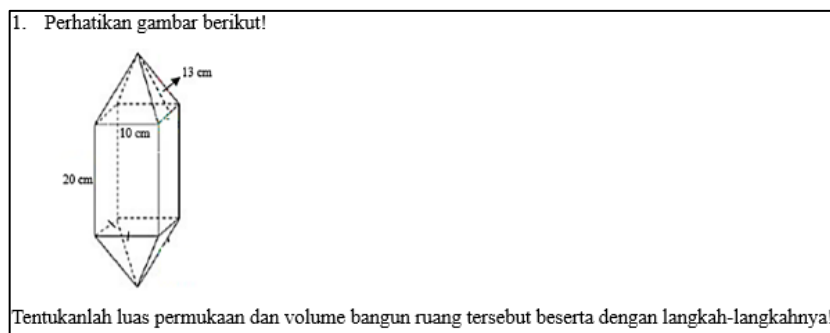 1. Perhatikan gambar berikut!
13 cm
10 cm
20 cm
Tentukanlah luas permukaan dan volume bangun ruang tersebut beserta dengan langkah-langkahnya!